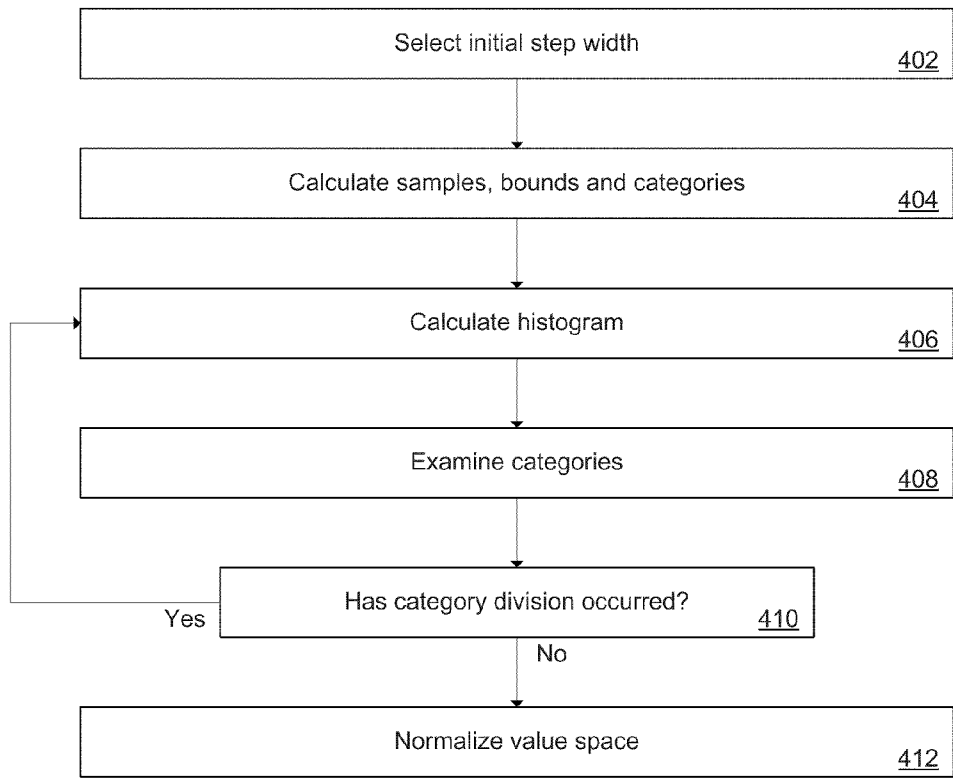 Select initial step width
402
Calculate samples, bounds and categories
404
Calculate histogram
406
Examine categories
408
Has category division occurred?
410
Yes
No
Normalize value space
412